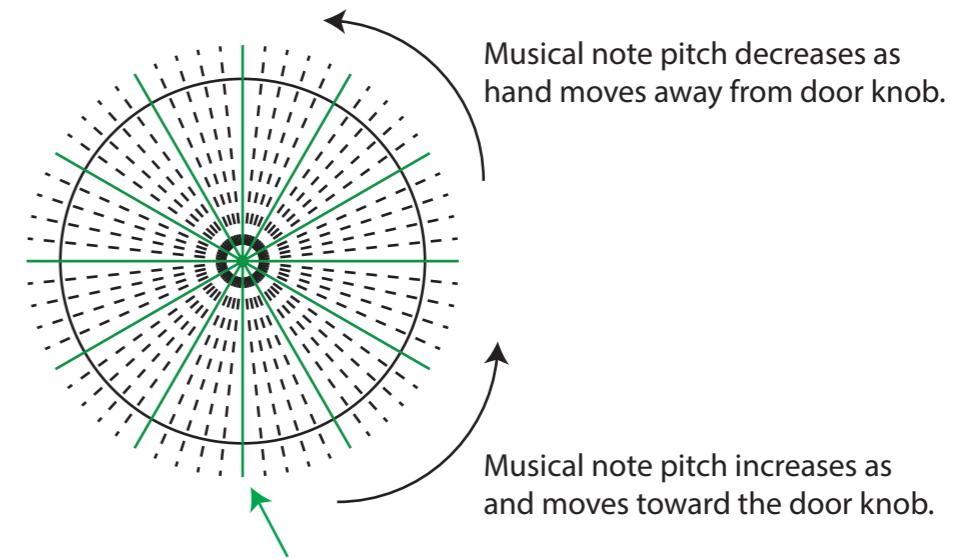 Musical note pitch decreases as
hand moves away from door knob.
Musical note pitch increases as
and moves toward the door knob.